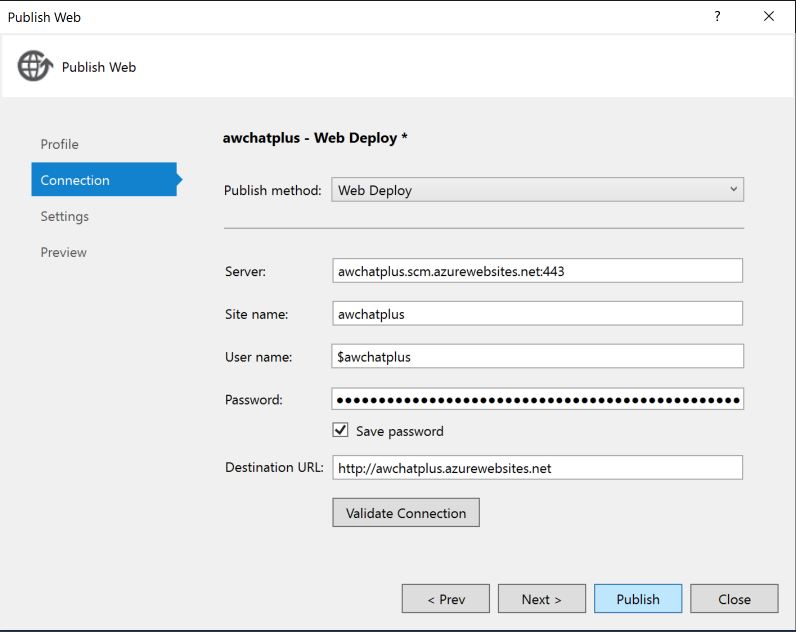 Publish Web
?
Publish Web
Profile
Connection
Settings
Preview
awchatplus - Web Deploy *
Publish method: Web Deploy
Server: awchatplus.scm.azurewebsites.net:443
Site name: awchatplus
User name: $awchatplus
Password: ●●●●●●●●●●●●●●●●●●●●●●●●●●●●●●●●●●●●●●●●●●●●●●●
Save password
Destination URL: http://awchatplus.azurewebsites.net
Validate Connection
< Prev Next > Publish Close